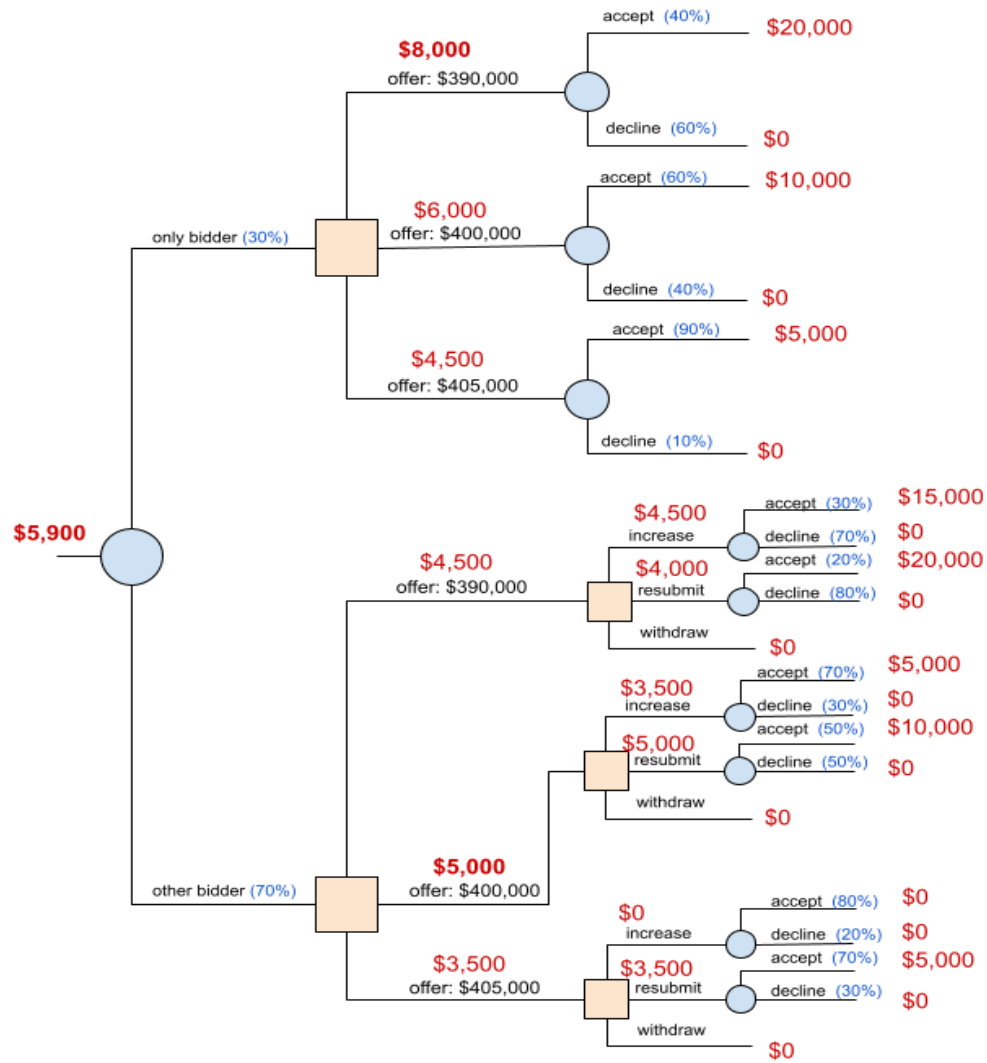 accept (40%) $20,000
$8,000
offer: $390,000
decline (60%) $0
accept (60%) $10,000
$6,000
offer: $400,000
only bidder (30%)
decline (40%) $0
accept (90%) $5,000
$4,500
offer: $405,000
decline (10%) $0
$5,900
accept (30%) $15,000
$4,500
increase
decline (70%) $0
$4,500
offer: $390,000
accept (20%) $20,000
$4,000
resubmit
decline (80%) $0
withdraw
$0
accept (70%) $5,000
$3,500
increase
decline (30%) $0
accept (50%) $10,000
$5,000
resubmit
decline (50%) $0
withdraw
$0
$5,000
offer: $400,000
other bidder (70%)
accept (80%) $0
$0
increase
decline (20%) $0
accept (70%) $5,000
$3,500
offer: $405,000
$3,500
resubmit
decline (30%) $0
withdraw
$0